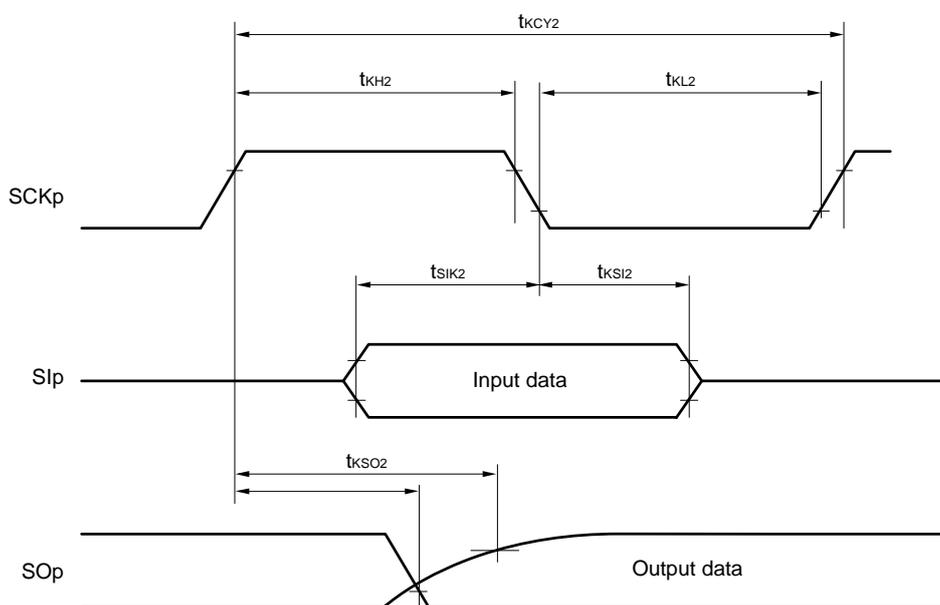 tKCY2
tKH2
tKL2
SCKp
tSIK2
tKSI2
SIp
Input data
tKSO2
SOp
Output data